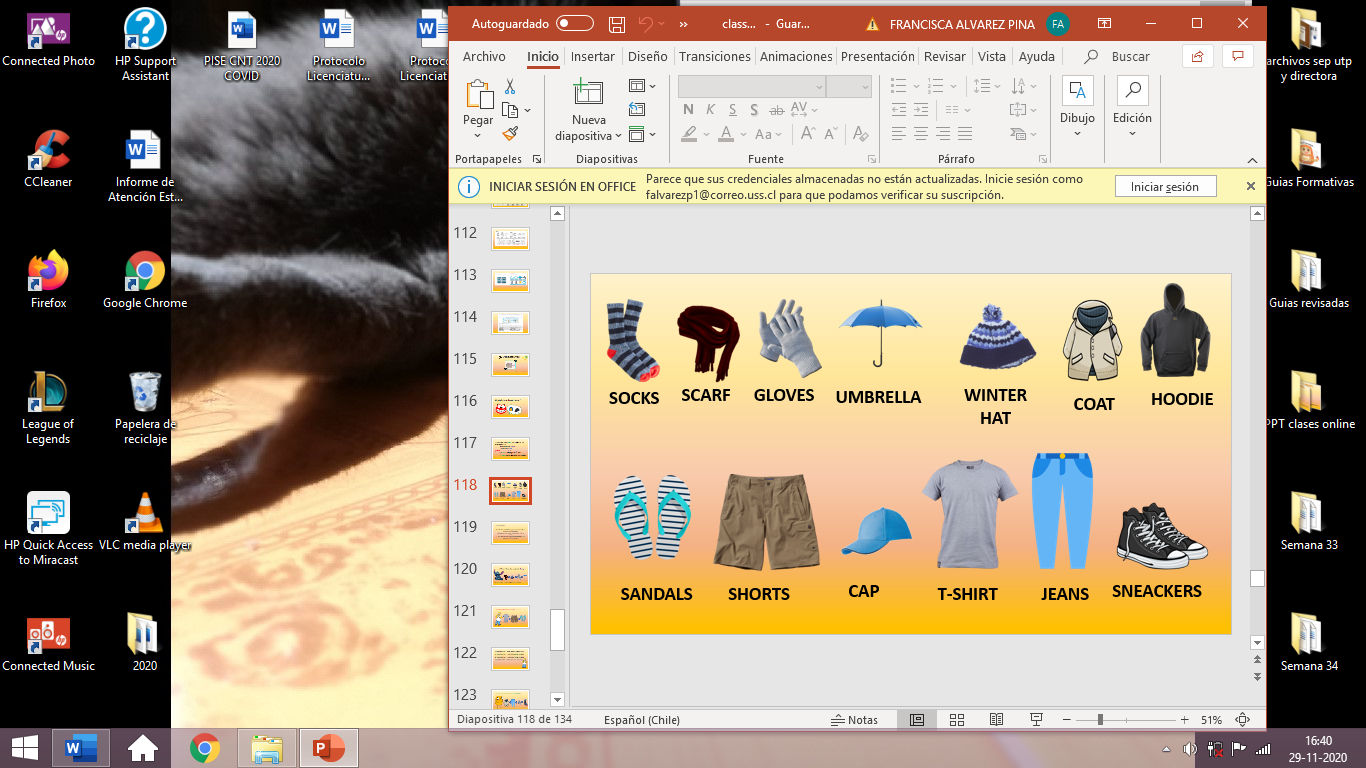 Connected Photo
HP Support
Assistant
PISE CNT 2020
COVID
Protocolo
Licenciatu...
CCleaner
Informe de
Atención Est...
Firefox
Google Chrome
League of
Legends
Papelera de
reciclaje
HP Quick Access
to Miracast
VLC media player
Connected Music
2020
Autoguardado
»
class... - Guar...
FRANCISCA ALVAREZ PINA
FA
Archivo
Inicio
Insertar
Diseño
Transiciones
Animaciones
Presentación
Revisar
Vista
Ayuda
Buscar
Pegar
Nueva
diapositiva
N K S S ab AV
Aa A A
Dibujo
Edición
Portapapeles
Diapositivas
Fuente
Párrafo
INICIAR SESIÓN EN OFFICE
Parece que sus credenciales almacenadas no están actualizadas. Inicie sesión como
falvarezp1@correo.uss.cl para que podamos verificar su suscripción.
Iniciar sesión
112
113
114
115
116
117
118
119
120
121
122
123
SOCKS
SCARF
GLOVES
UMBRELLA
WINTER
HAT
COAT
HOODIE
SANDALS
SHORTS
CAP
T-SHIRT
JEANS
SNEACKERS
Diapositiva 118 de 134
Español (Chile)
Notas
51%
archivos sep utp
y directora
Guias Formativas
Guias revisadas
PPT clases online
Semana 33
Semana 34
16:40
29-11-2020